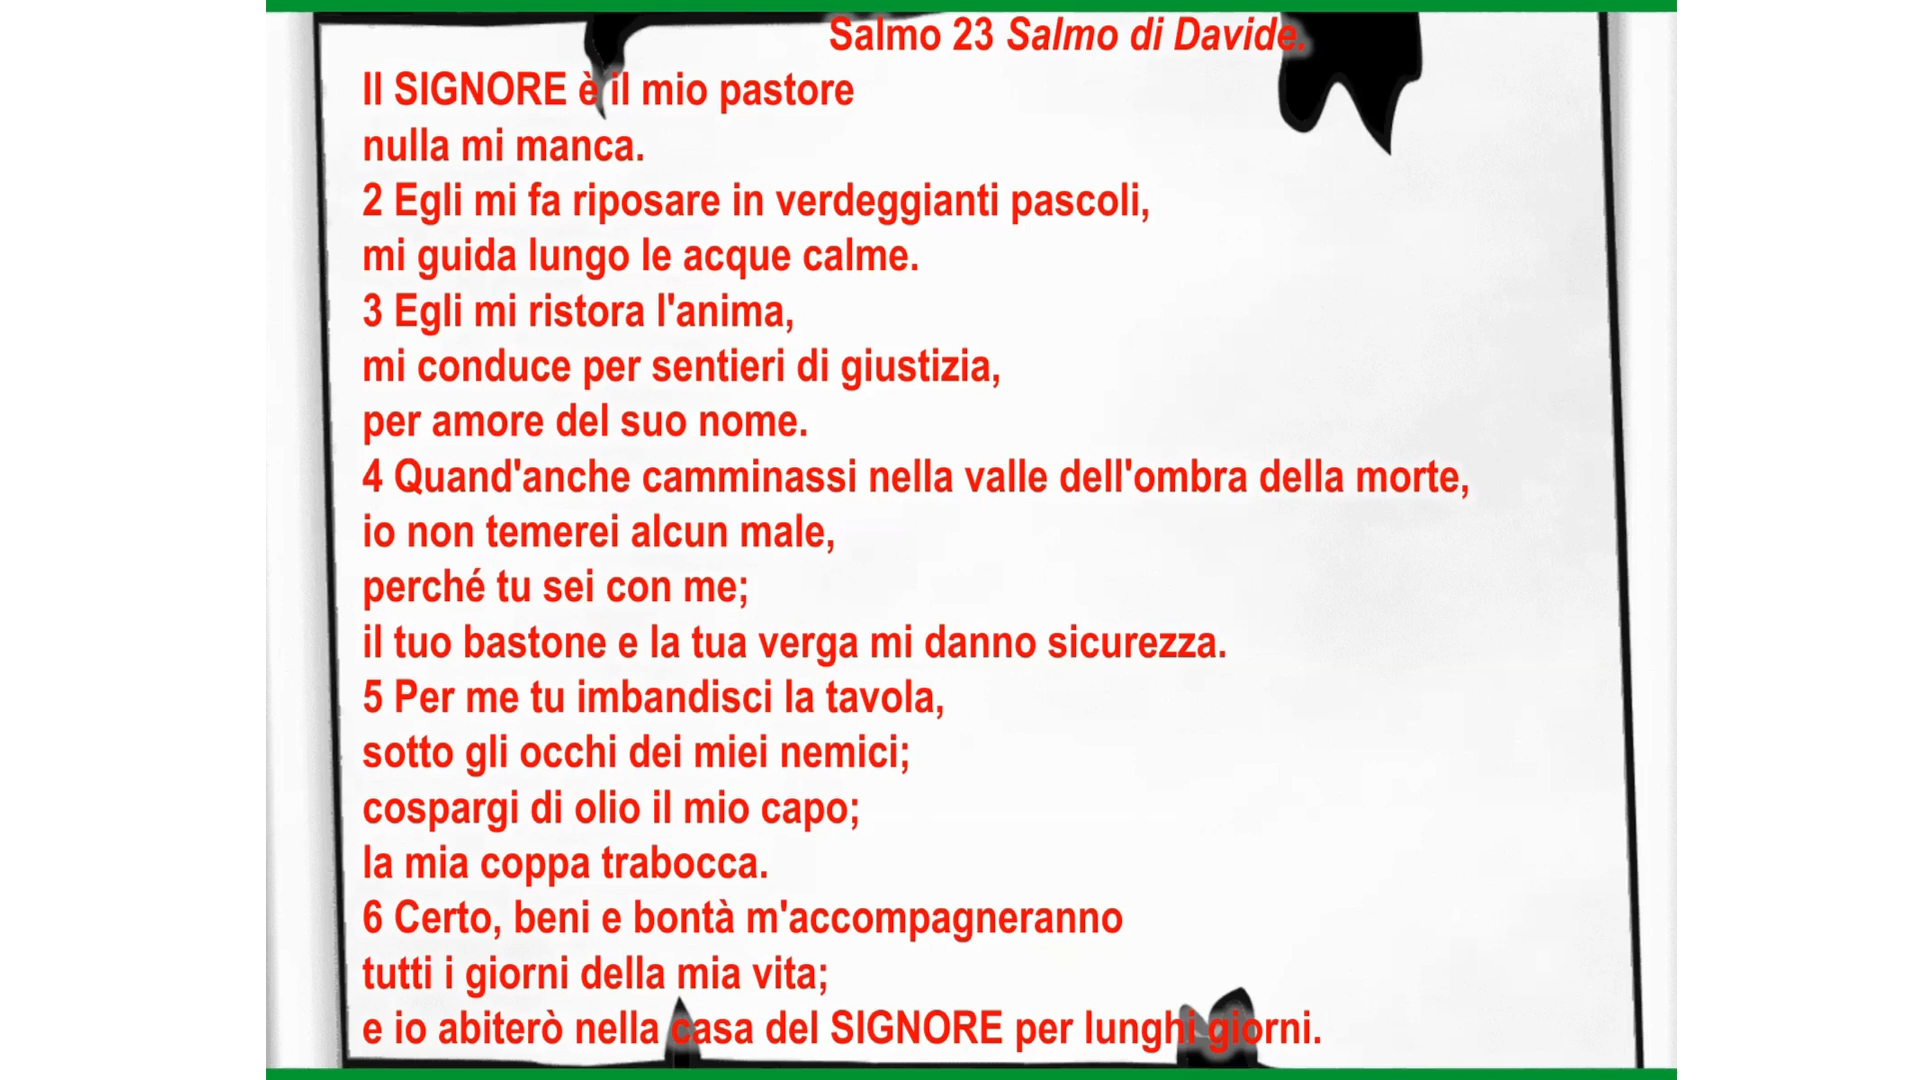 Salmo 23 Salmo di Davide.
Il SIGNORE è il mio pastore
nulla mi manca.
2 Egli mi fa riposare in verdeggianti pascoli,
mi guida lungo le acque calme.
3 Egli mi ristora l'anima,
mi conduce per sentieri di giustizia,
per amore del suo nome.
4 Quand'anche camminassi nella valle dell'ombra della morte,
io non temerei alcun male,
perché tu sei con me;
il tuo bastone e la tua verga mi danno sicurezza.
5 Per me tu imbandisci la tavola,
sotto gli occhi dei miei nemici;
cospargi di olio il mio capo;
la mia coppa trabocca.
6 Certo, beni e bontà m'accompagneranno
tutti i giorni della mia vita;
e io abiterò nella casa del SIGNORE per lunghi giorni.